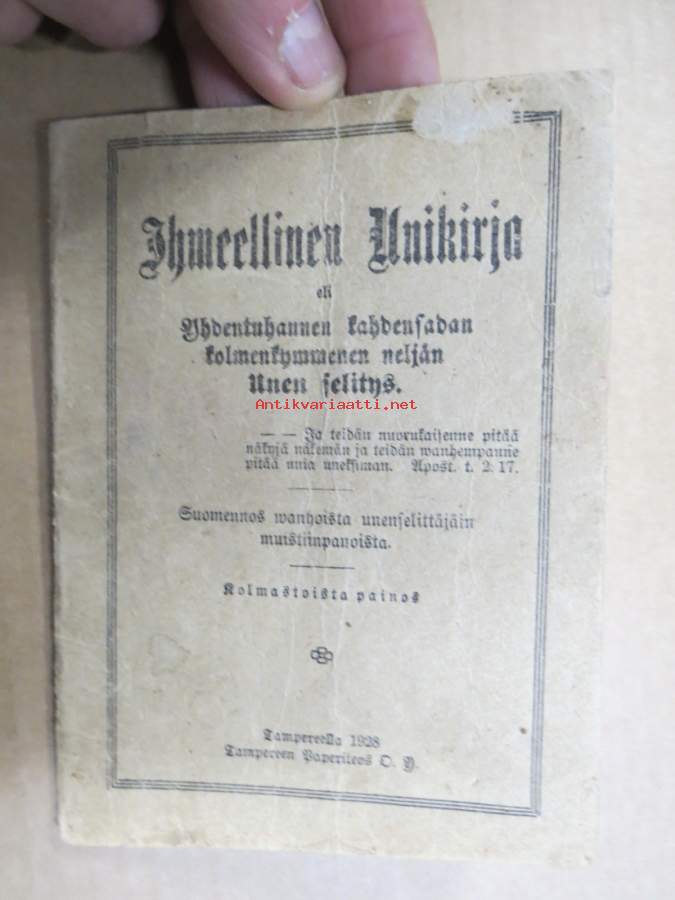 Ihmeellinen Unikirja
eli
Yhdentuhannen kahdensadan
kolmenkymmenen neljän
Unen selitys.
Antikvariaatti.net
— — Ja teidän nuorukaisenne pitää
näkyjä näkemän ja teidän wanhempanne
pitää unia uneksiman. Apost. t. 2: 17.
Suomennos wanhoista unenselittäjäin
muistiinpanoista.
Kolmastoista painos
Tampereella 1928
Tampereen Paperiteos O. Y.